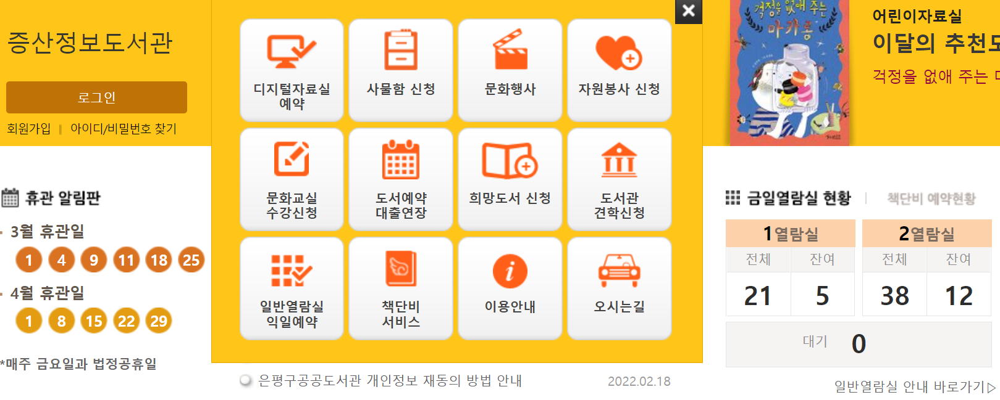 증산정보도서관
로그인
회원가입 | 아이디/비밀번호 찾기
휴관 알림판
3월 휴관일
1 4 9 11 18 25
4월 휴관일
1 8 15 22 29
*매주 금요일과 법정공휴일
디지털자료실
예약
사물함 신청
문화행사
자원봉사 신청
문화교실
수강신청
도서예약
대출연장
희망도서 신청
도서관
견학신청
일반열람실
익일예약
책단비
서비스
이용안내
오시는길
은평구공공도서관 개인정보 재동의 방법 안내 2022.02.18
걱정을 없애 주는
마카롱
어린이자료실
이달의 추천도
걱정을 없애 주는
금일열람실 현황 | 책단비 예약현황
1열람실 2열람실
전체 잔여 전체 잔여
21 5 38 12
대기 0
일반열람실 안내 바로가기▷